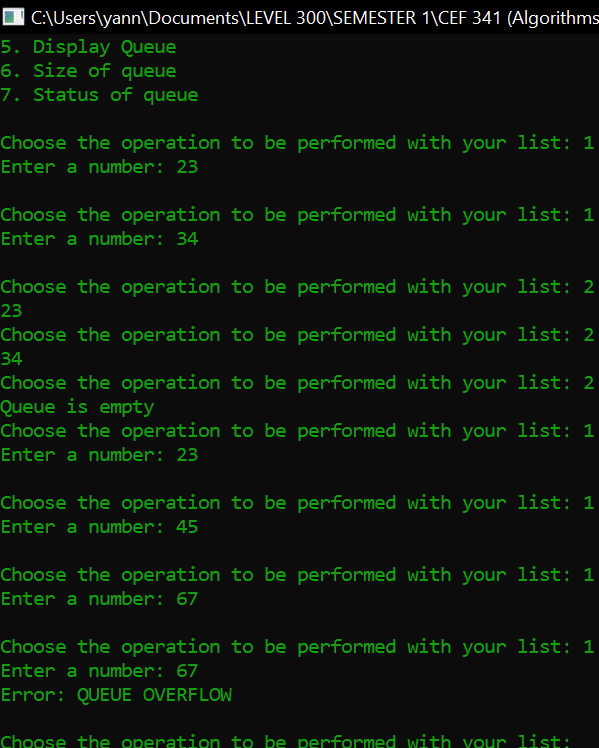 C:\Users\yann\Documents\LEVEL 300\SEMESTER 1\CEF 341 (Algorithms
5. Display Queue
6. Size of queue
7. Status of queue
Choose the operation to be performed with your list: 1
Enter a number: 23
Choose the operation to be performed with your list: 1
Enter a number: 34
Choose the operation to be performed with your list: 2
23
Choose the operation to be performed with your list: 2
34
Choose the operation to be performed with your list: 2
Queue is empty
Choose the operation to be performed with your list: 1
Enter a number: 23
Choose the operation to be performed with your list: 1
Enter a number: 45
Choose the operation to be performed with your list: 1
Enter a number: 67
Choose the operation to be performed with your list: 1
Enter a number: 67
Error: QUEUE OVERFLOW
Choose the operation to be performed with your list: